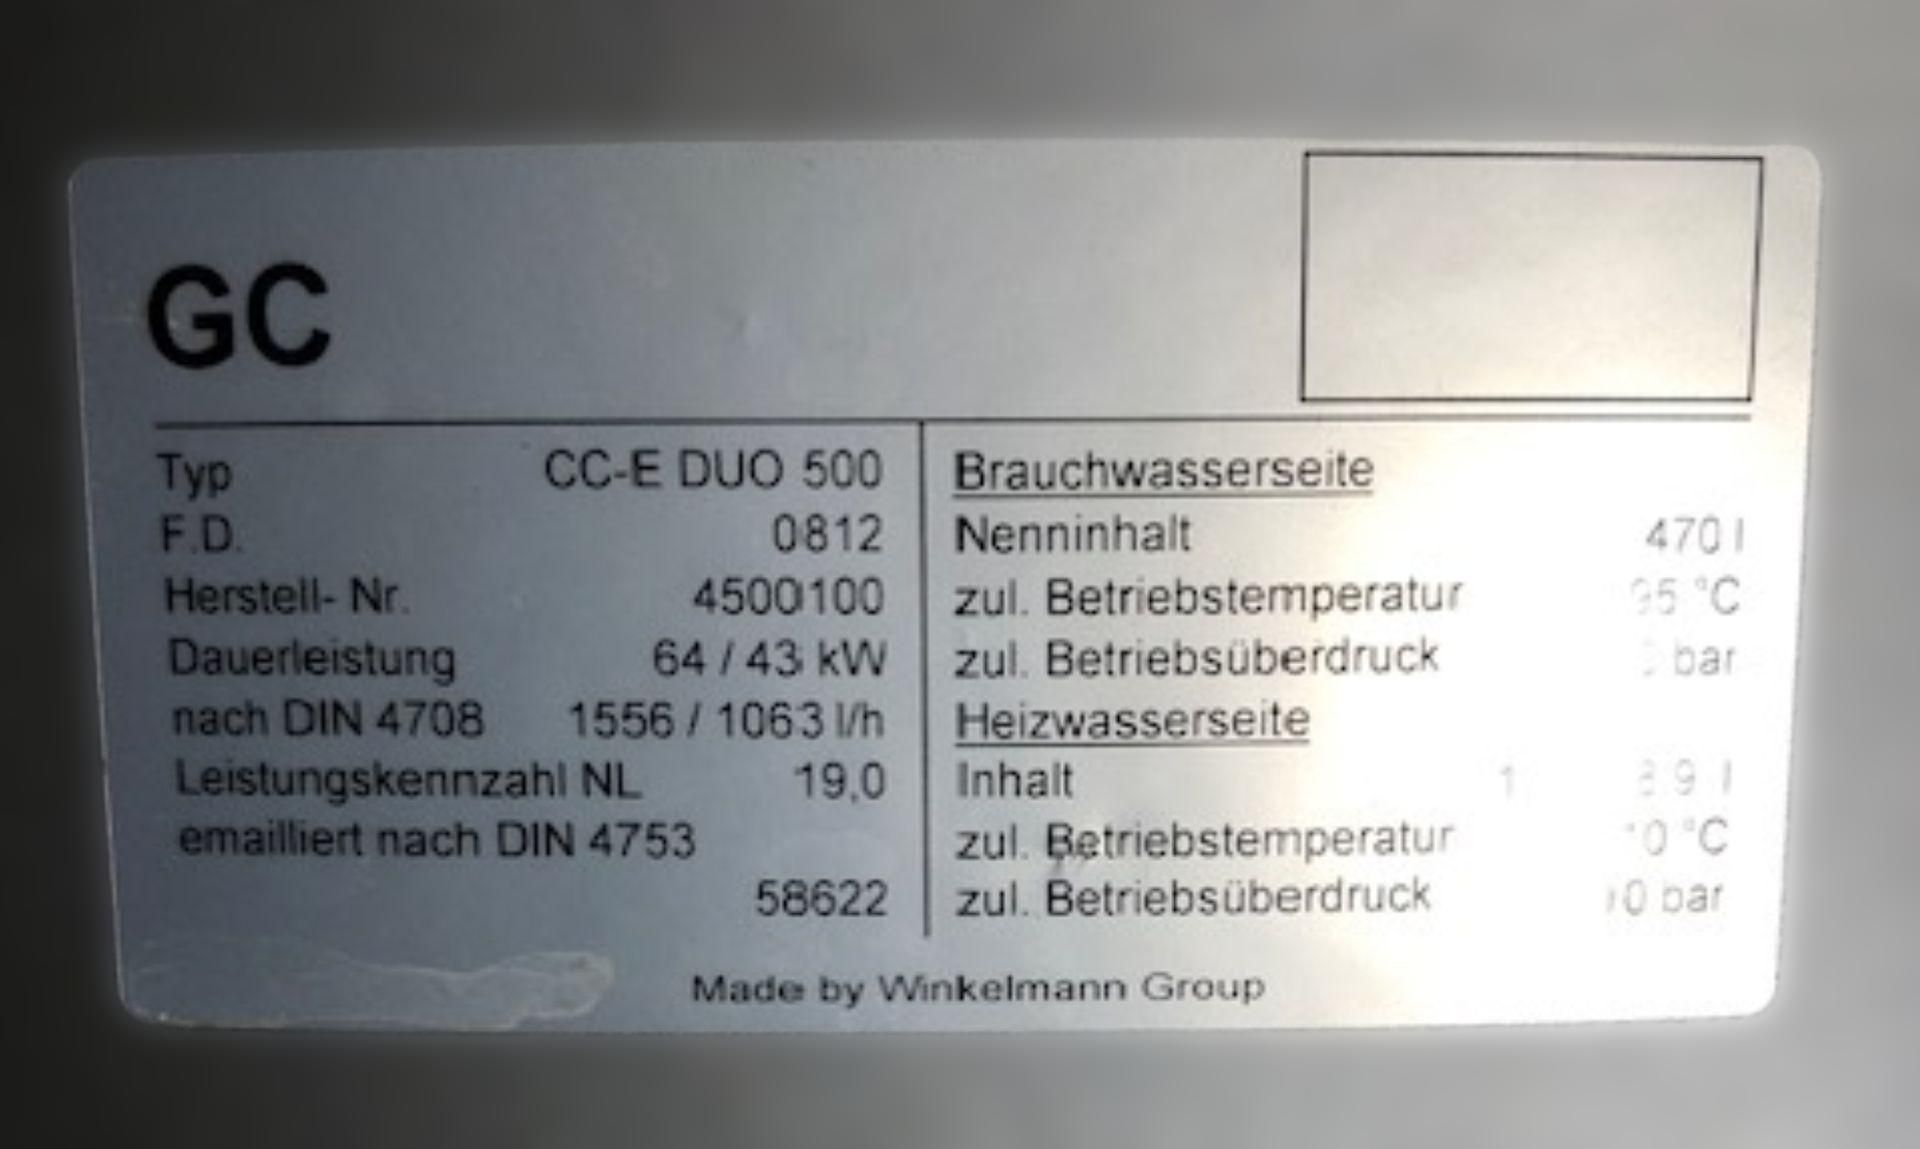 GC
Typ CC-E DUO 500
F.D. 0812
Herstell- Nr. 4500100
Dauerleistung 64 / 43 kW
nach DIN 4708 1556 / 1063 l/h
Leistungskennzahl NL 19,0
emailliert nach DIN 4753
58622
Brauchwasserseite
Nenninhalt 470 l
zul. Betriebstemperatur 95 °C
zul. Betriebsüberdruck bar
Heizwasserseite
Inhalt l
zul. Betriebstemperatur °C
zul. Betriebsüberdruck 10 bar
Made by Winkelmann Group